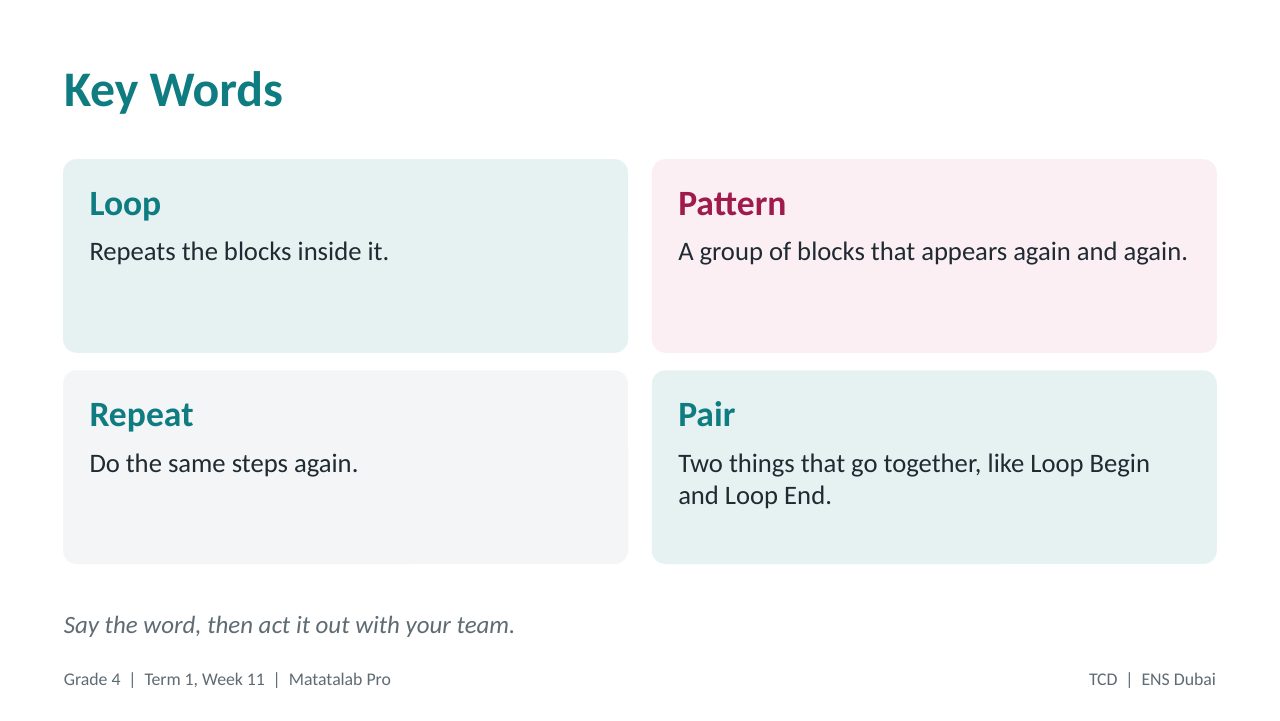 Key Words
Loop
Repeats the blocks inside it.
Pattern
A group of blocks that appears again and again.
Repeat
Do the same steps again.
Pair
Two things that go together, like Loop Begin
and Loop End.
Say the word, then act it out with your team.
Grade 4 | Term 1, Week 11 | Matatalab Pro
TCD | ENS Dubai